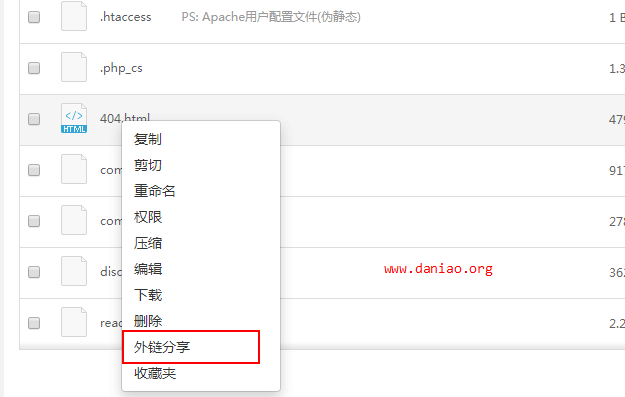 .htaccess PS: Apache用户配置文件(伪静态) 1 B
.php_cs 1.3
HTML 404.html 479
复制
剪切
com 917
重命名
权限
com 278
压缩
编辑
disc www.daniao.org 362
下载
删除
read 2.2
外链分享
收藏夹